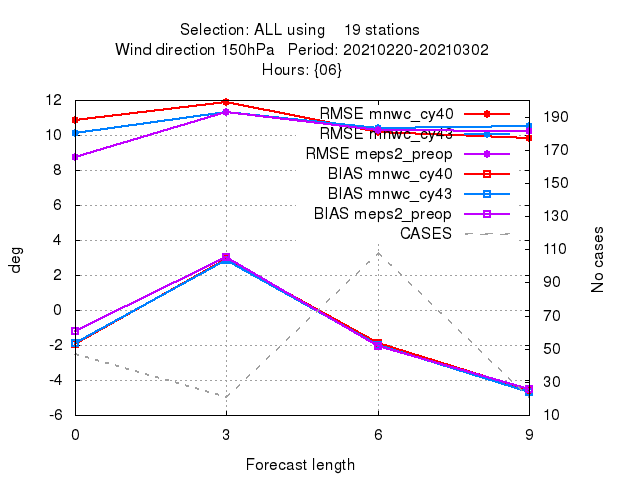 Selection: ALL using 19 stations
Wind direction 150hPa Period: 20210220-20210302
Hours: {06}
RMSE mnwc_cy40
RMSE mnwc_cy43
RMSE meps2_preop
BIAS mnwc_cy40
BIAS mnwc_cy43
BIAS meps2_preop
CASES
12
10
8
6
4
2
0
-2
-4
-6
deg
190
170
150
130
110
90
70
50
30
10
No cases
0 3 6 9
Forecast length